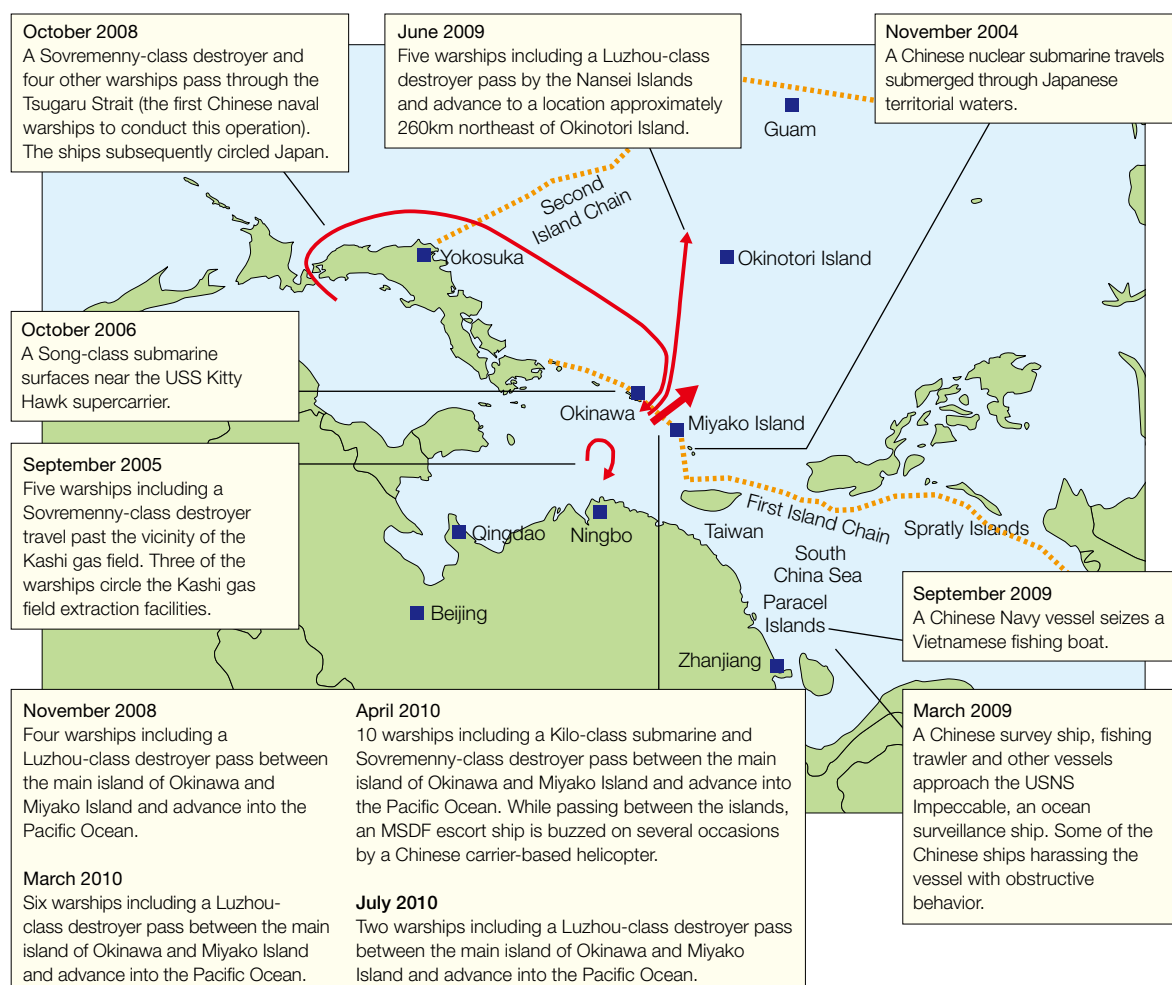 October 2008
A Sovremenny-class destroyer and
four other warships pass through the
Tsugaru Strait (the first Chinese naval
warships to conduct this operation).
The ships subsequently circled Japan.
June 2009
Five warships including a Luzhou-class
destroyer pass by the Nansei Islands
and advance to a location approximately
260km northeast of Okinotori Island.
November 2004
A Chinese nuclear submarine travels
submerged through Japanese
territorial waters.
Guam
Second
Island Chain
Yokosuka
Okinotori Island
October 2006
A Song-class submarine
surfaces near the USS Kitty
Hawk supercarrier.
Okinawa
Miyako Island
September 2005
Five warships including a
Sovremenny-class destroyer
travel past the vicinity of the
Kashi gas field. Three of the
warships circle the Kashi gas
field extraction facilities.
Qingdao
Ningbo
Taiwan
First Island Chain
Spratly Islands
South
China Sea
Beijing
Paracel
Islands
Zhanjiang
September 2009
A Chinese Navy vessel seizes a
Vietnamese fishing boat.
November 2008
Four warships including a
Luzhou-class destroyer pass between
the main island of Okinawa and
Miyako Island and advance into the
Pacific Ocean.
March 2010
Six warships including a Luzhou-
class destroyer pass between the main
island of Okinawa and Miyako Island
and advance into the Pacific Ocean.
April 2010
10 warships including a Kilo-class submarine and
Sovremenny-class destroyer pass between the main
island of Okinawa and Miyako Island and advance into
the Pacific Ocean. While passing between the islands,
an MSDF escort ship is buzzed on several occasions
by a Chinese carrier-based helicopter.
July 2010
Two warships including a Luzhou-class destroyer pass
between the main island of Okinawa and Miyako
Island and advance into the Pacific Ocean.
March 2009
A Chinese survey ship, fishing
trawler and other vessels
approach the USNS
Impeccable, an ocean
surveillance ship. Some of the
Chinese ships harassing the
vessel with obstructive
behavior.